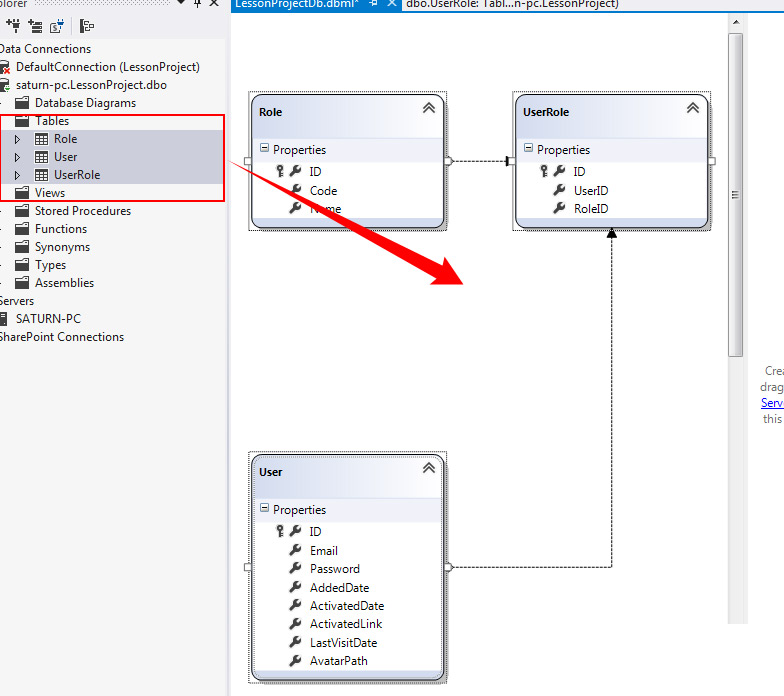 plorer
LessonProjectDb.dbml*
dbo.UserRole: Tabl...n-pc.LessonProject)
Data Connections
DefaultConnection (LessonProject)
saturn-pc.LessonProject.dbo
Database Diagrams
Tables
Role
User
UserRole
Views
Stored Procedures
Functions
Synonyms
Types
Assemblies
Servers
SATURN-PC
SharePoint Connections
Role
Properties
ID
Code
Name
UserRole
Properties
ID
UserID
RoleID
User
Properties
ID
Email
Password
AddedDate
ActivatedDate
ActivatedLink
LastVisitDate
AvatarPath
Crea
drag
Serve
this